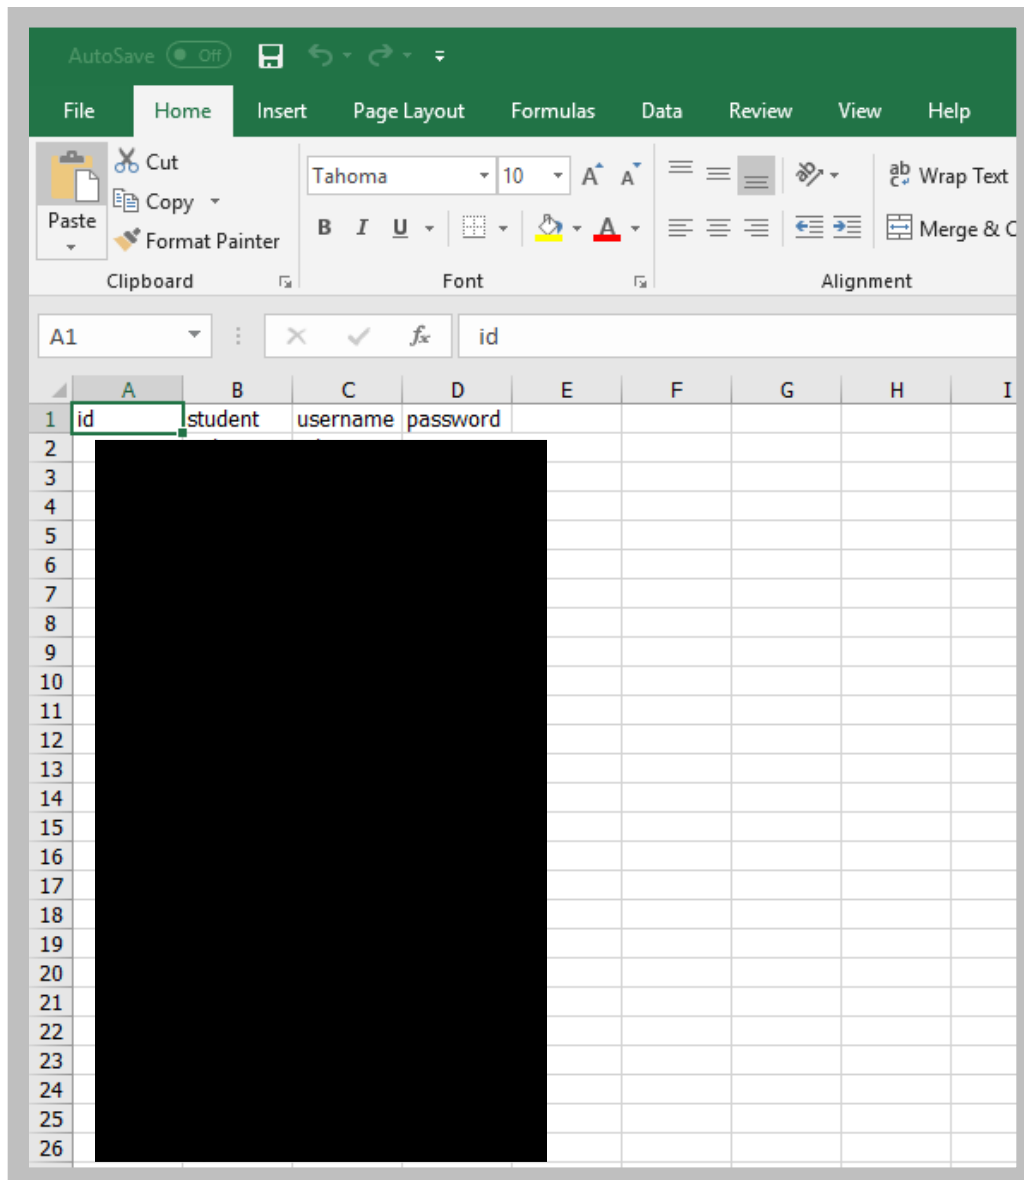 AutoSave Off
File Home Insert Page Layout Formulas Data Review View Help
Cut
Copy
Paste
Format Painter
Clipboard
Tahoma 10 A A
B I U A
Font
ab Wrap Text
Merge & C
Alignment
A1 fx id
A B C D E F G H I
1 id student username password
2
3
4
5
6
7
8
9
10
11
12
13
14
15
16
17
18
19
20
21
22
23
24
25
26